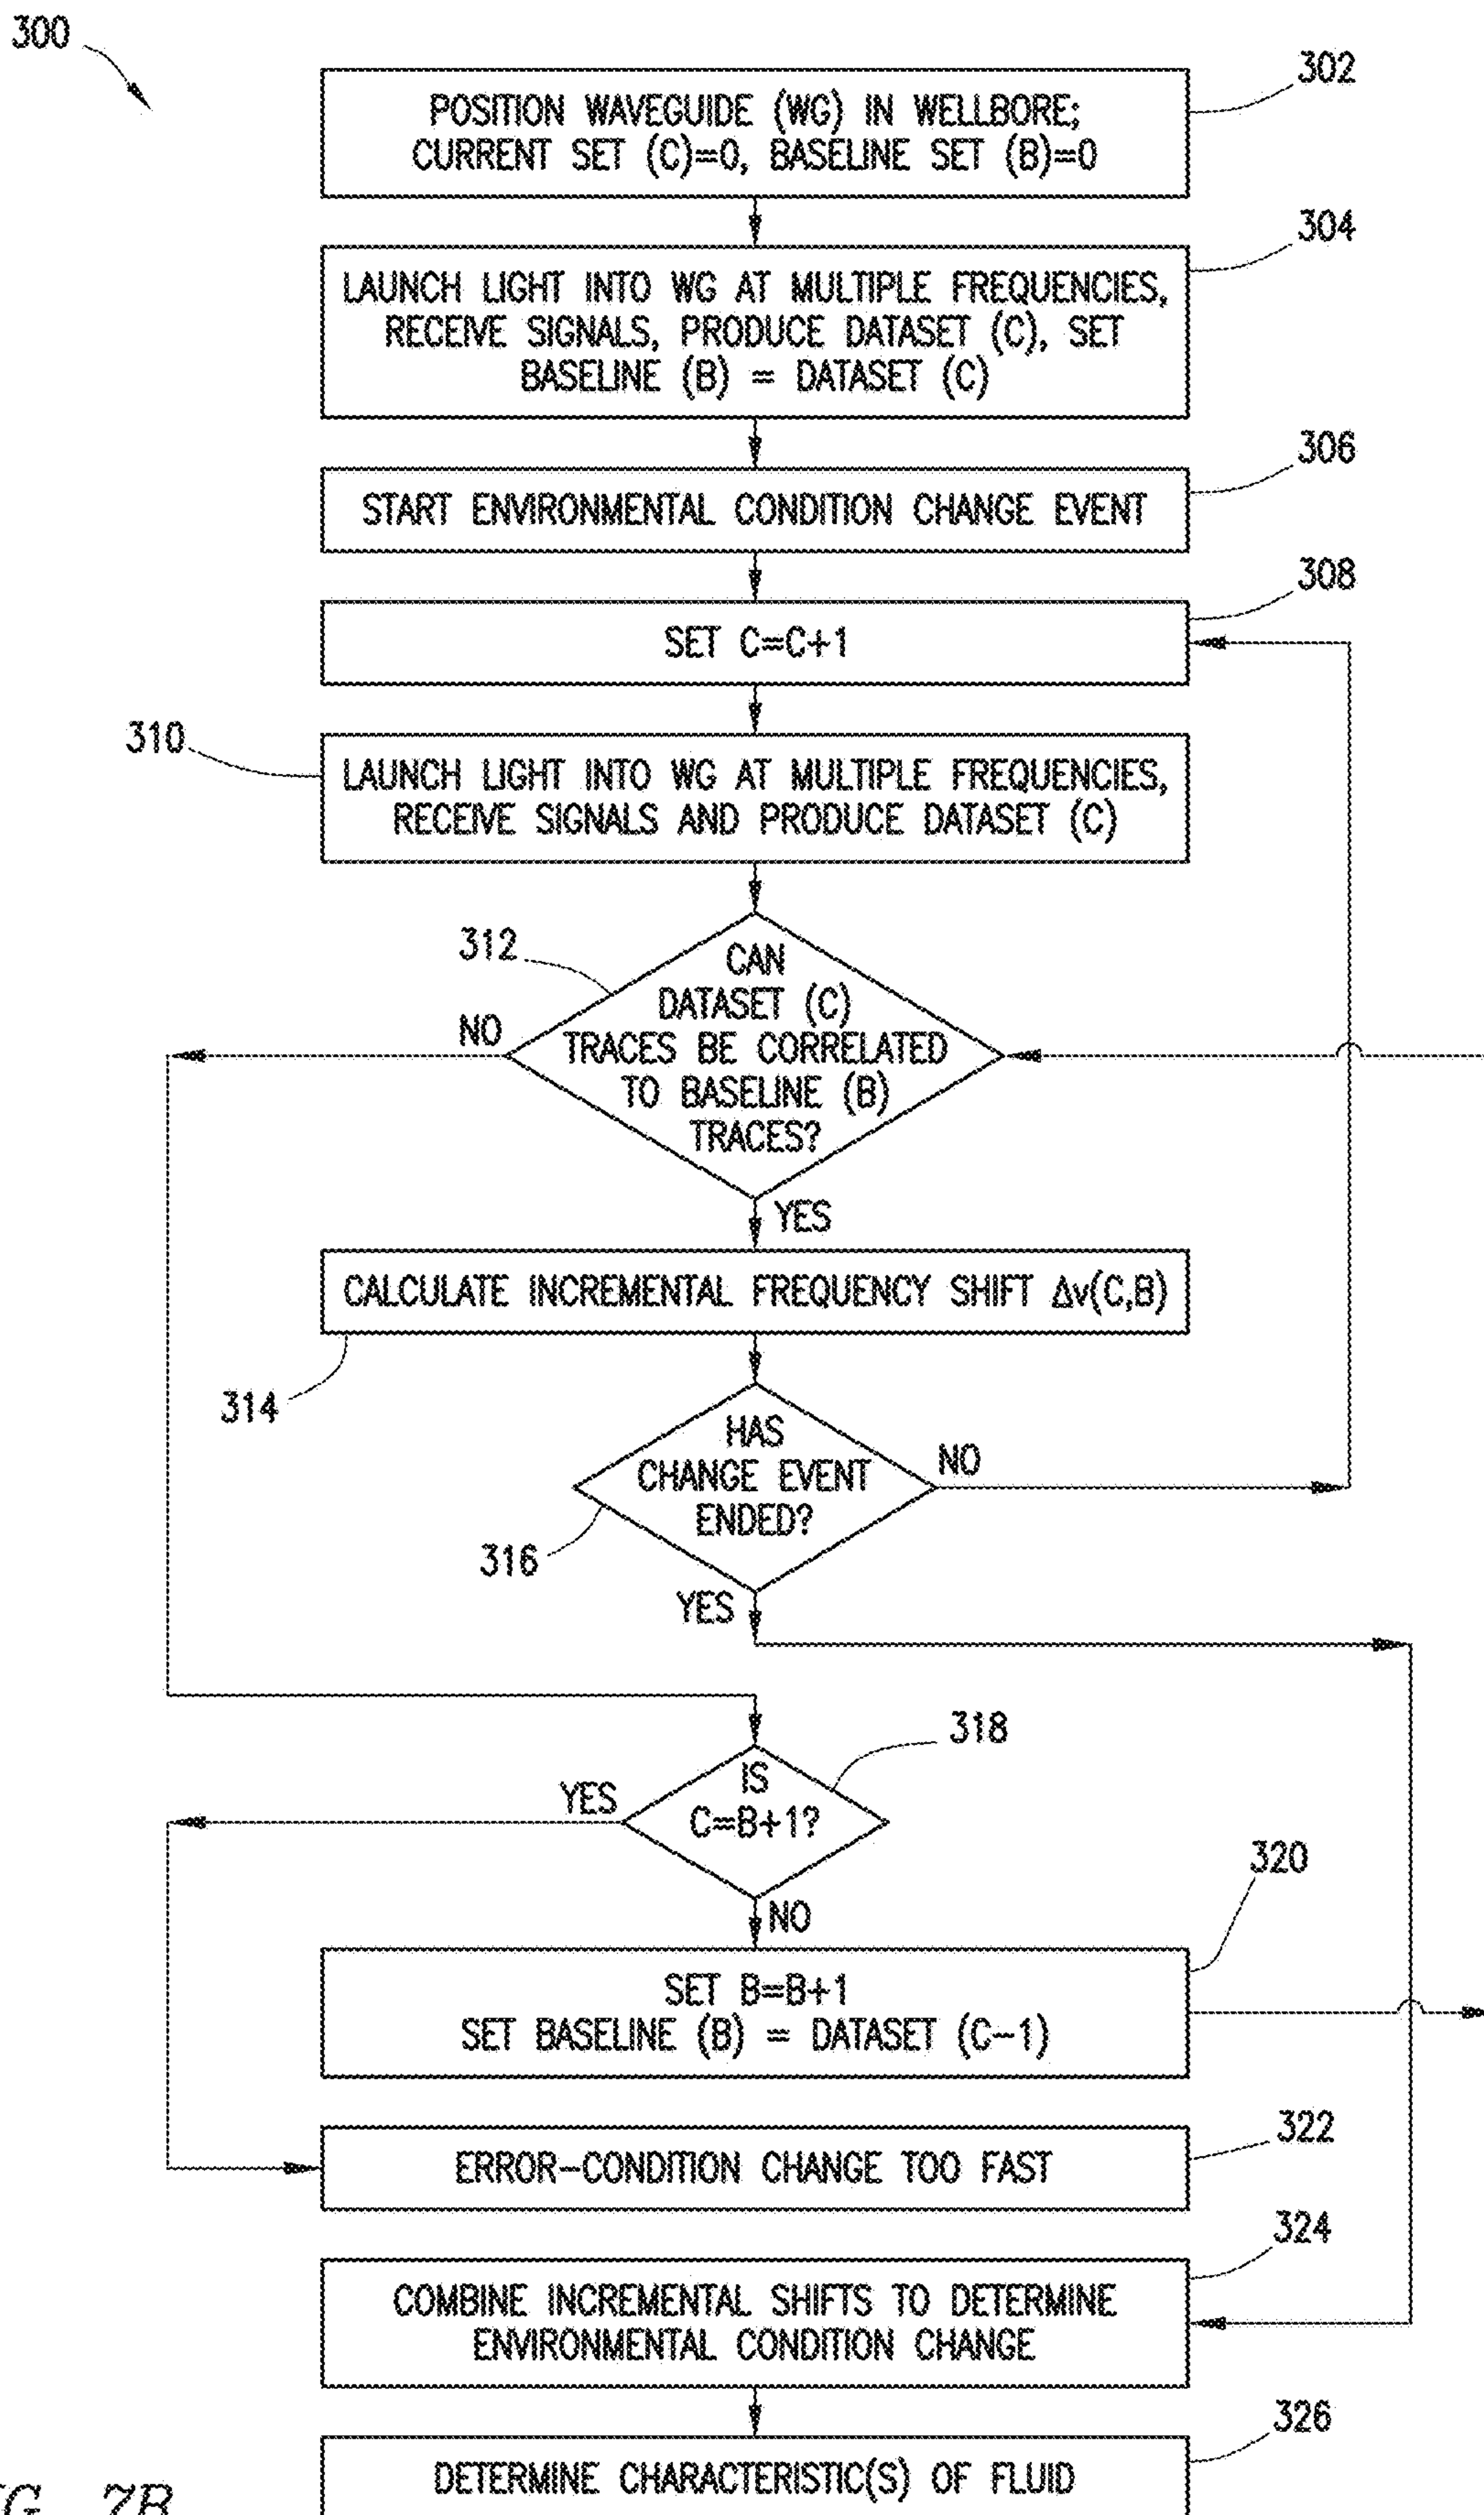 300
302
POSITION WAVEGUIDE (WG) IN WELLBORE;
CURRENT SET (C)=0, BASELINE SET (B)=0
304
LAUNCH LIGHT INTO WG AT MULTIPLE FREQUENCIES,
RECEIVE SIGNALS, PRODUCE DATASET (C), SET
BASELINE (B) = DATASET (C)
306
START ENVIRONMENTAL CONDITION CHANGE EVENT
308
SET C=C+1
310
LAUNCH LIGHT INTO WG AT MULTIPLE FREQUENCIES,
RECEIVE SIGNALS AND PRODUCE DATASET (C)
312
CAN
DATASET (C)
TRACES BE CORRELATED
TO BASELINE (B)
TRACES?
NO
YES
CALCULATE INCREMENTAL FREQUENCY SHIFT Δv(C,B)
314
HAS
CHANGE EVENT
ENDED?
NO
316
YES
318
IS
C=B+1?
YES
NO
320
SET B=B+1
SET BASELINE (B) = DATASET (C-1)
322
ERROR-CONDITION CHANGE TOO FAST
324
COMBINE INCREMENTAL SHIFTS TO DETERMINE
ENVIRONMENTAL CONDITION CHANGE
326
DETERMINE CHARACTERISTIC(S) OF FLUID
7B